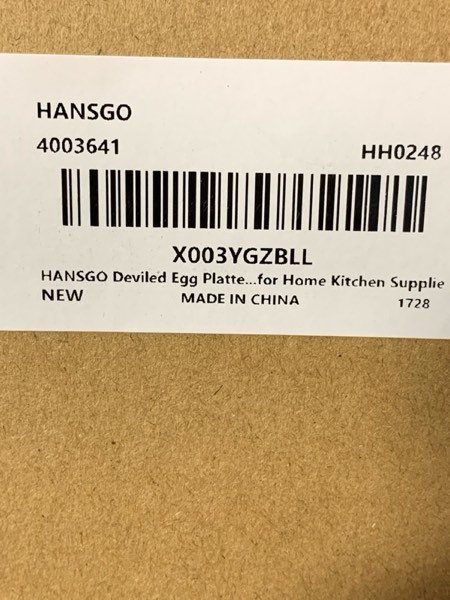 HANSGO
4003641 HH0248
X003YGZBLL
HANSGO Deviled Egg Platte...for Home Kitchen Supplie
NEW MADE IN CHINA 1728